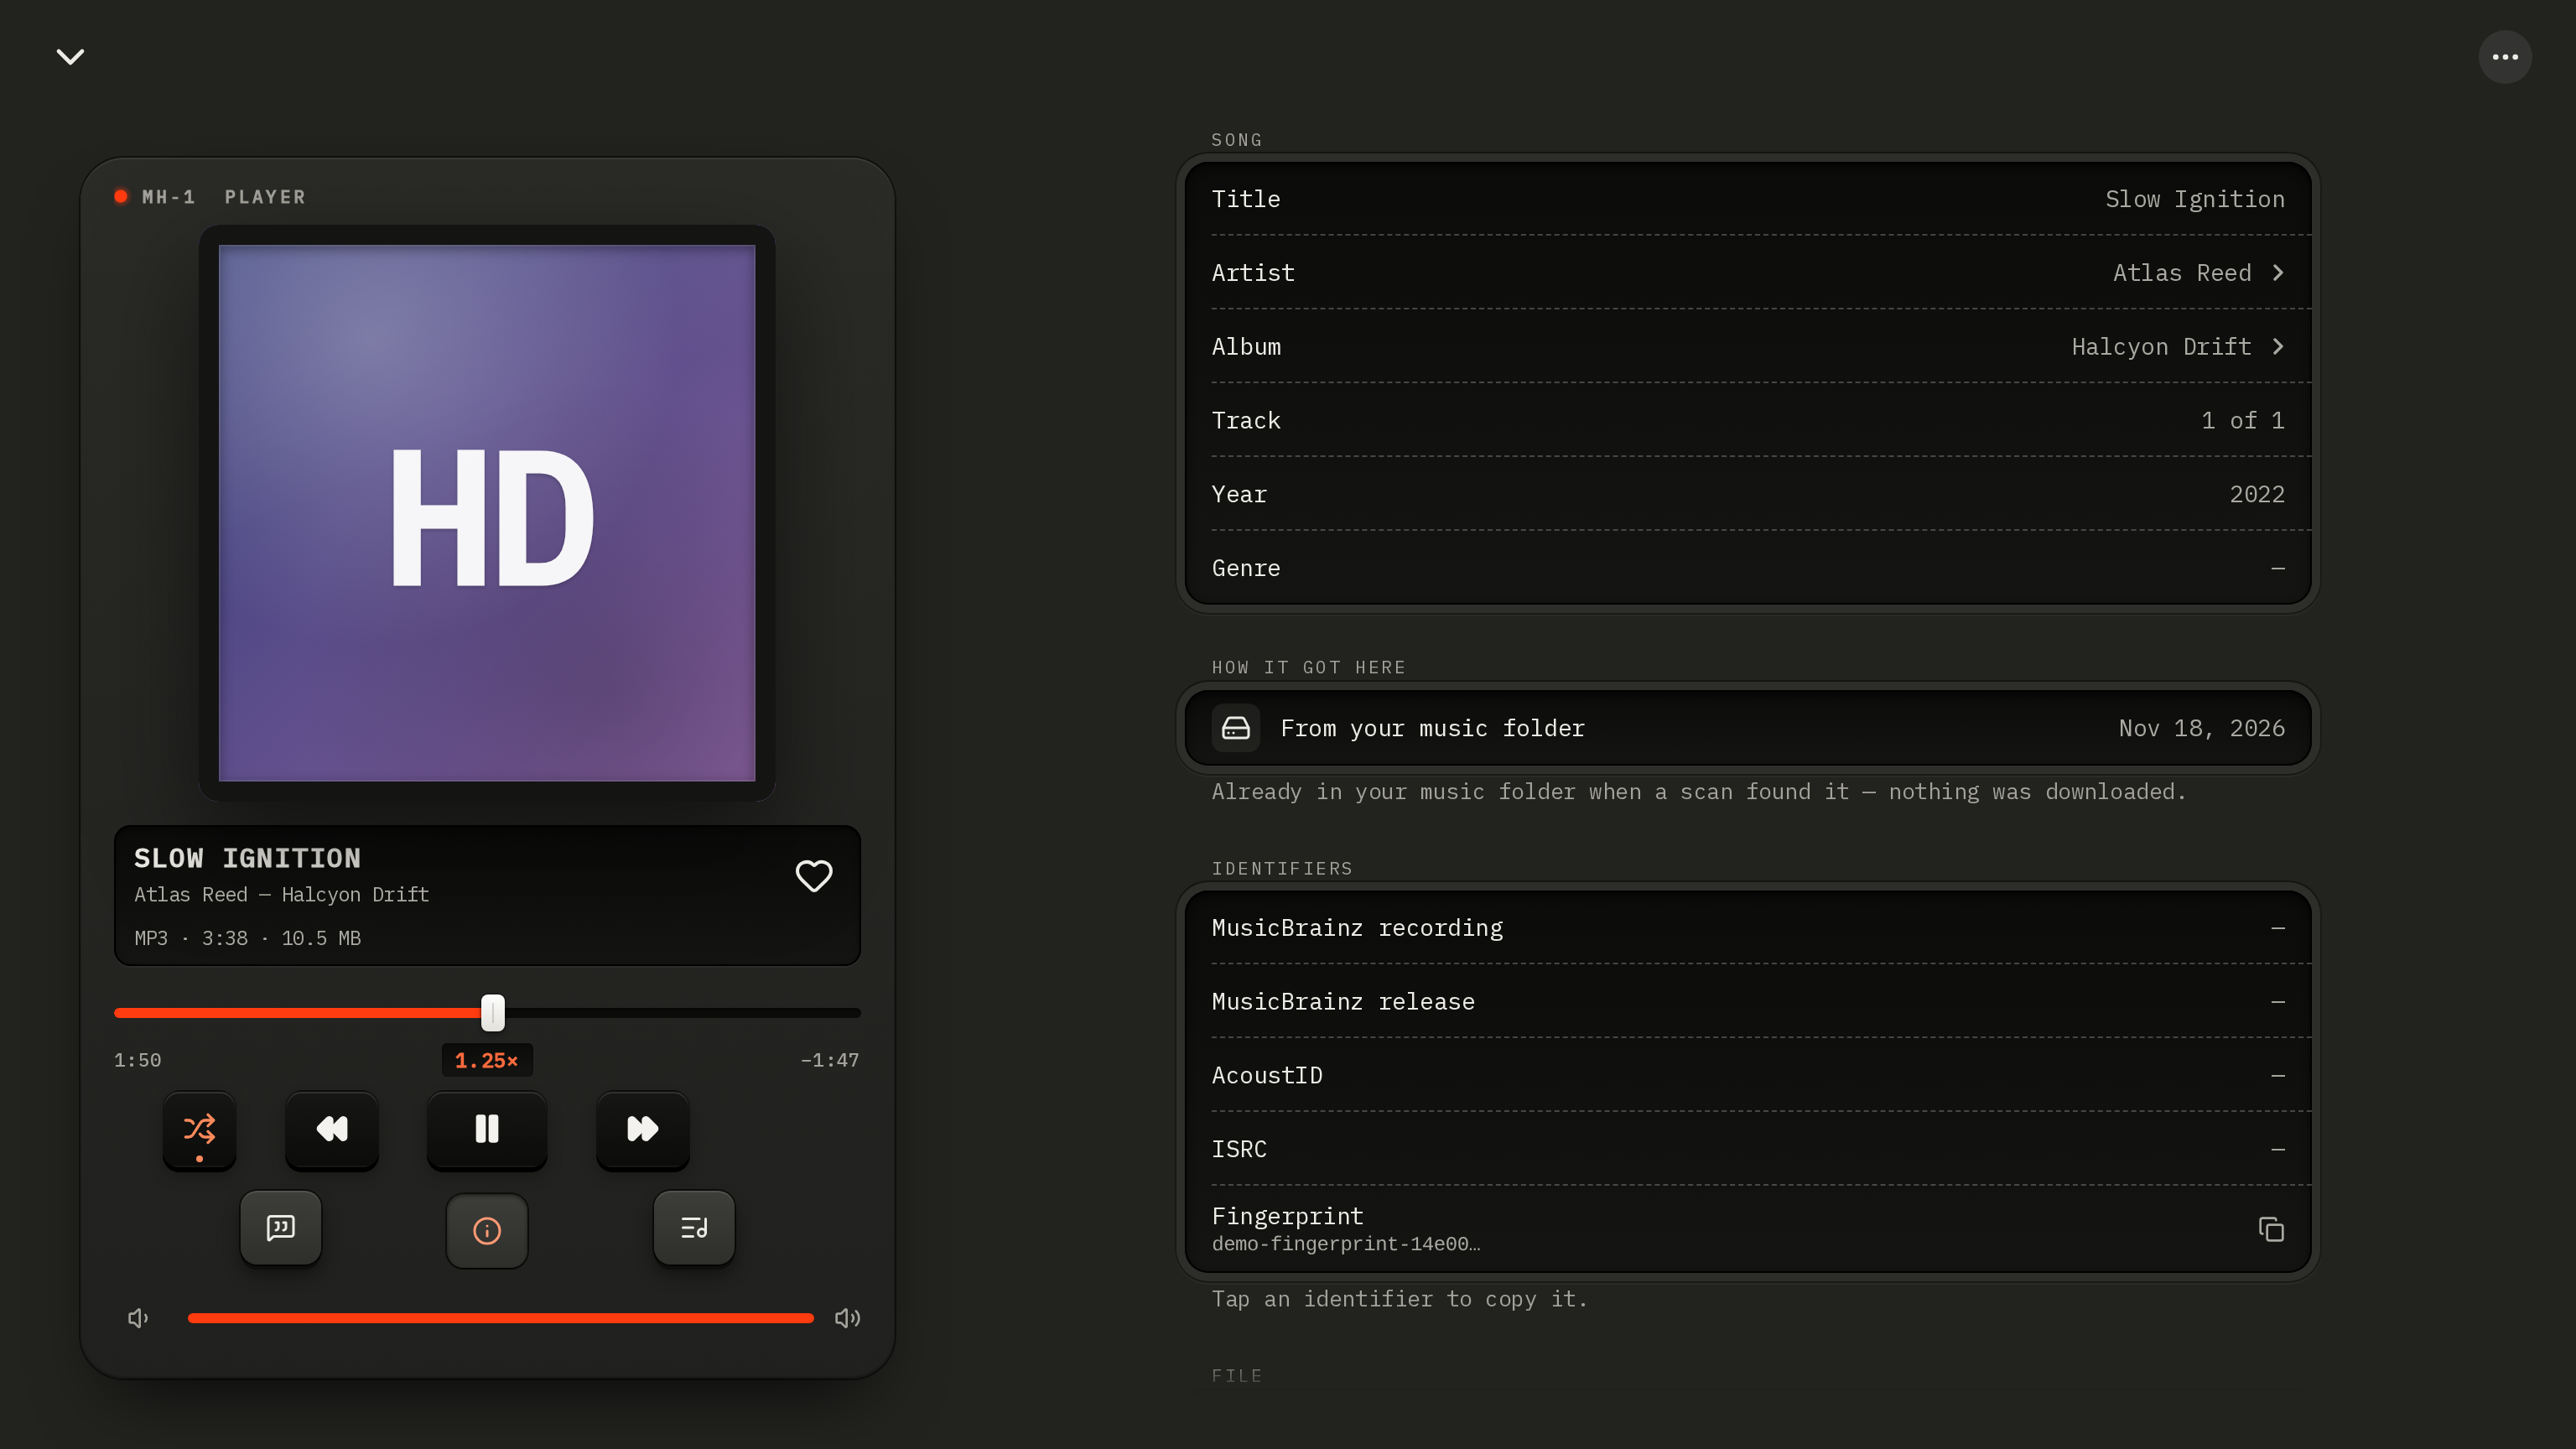 MH-1 PLAYER
HD
SLOW IGNITION
Atlas Reed — Halcyon Drift
MP3 · 3:38 · 10.5 MB
1:50
1.25×
−1:47
SONG
Title
Slow Ignition
Artist
Atlas Reed
Album
Halcyon Drift
Track
1 of 1
Year
2022
Genre
—
HOW IT GOT HERE
From your music folder
Nov 18, 2026
Already in your music folder when a scan found it — nothing was downloaded.
IDENTIFIERS
MusicBrainz recording
—
MusicBrainz release
—
AcoustID
—
ISRC
—
Fingerprint
demo-fingerprint-14e00…
Tap an identifier to copy it.
FILE